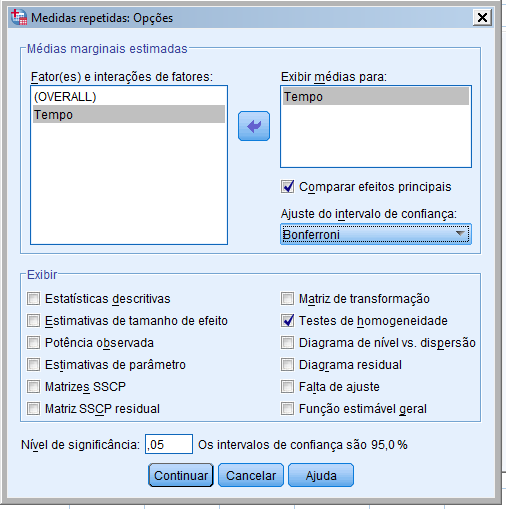 Medidas repetidas: Opções
Médias marginais estimadas
Fator(es) e interações de fatores:
(OVERALL)
Tempo
Exibir médias para:
Tempo
Comparar efeitos principais
Ajuste do intervalo de confiança:
Bonferroni
Exibir
Estatísticas descritivas
Estimativas de tamanho de efeito
Potência observada
Estimativas de parâmetro
Matrizes SSCP
Matriz SSCP residual
Matriz de transformação
Testes de homogeneidade
Diagrama de nível vs. dispersão
Diagrama residual
Falta de ajuste
Função estimável geral
Nível de significância: ,05 Os intervalos de confiança são 95,0 %
Continuar Cancelar Ajuda